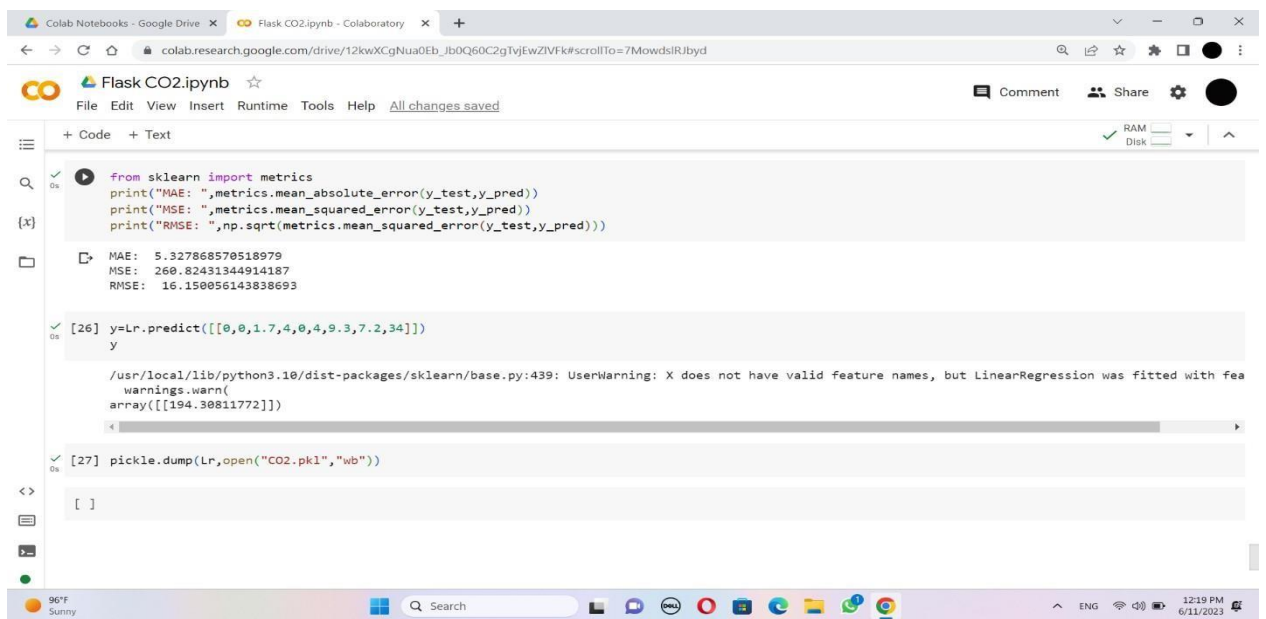 Colab Notebooks - Google Drive
Flask CO2.ipynb - Colaboratory
colab.research.google.com/drive/12kwXCgNua0Eb_Jb0Q60C2gTvjEwZlVFk#scrollTo=7MowdslRJbyd
CO
Flask CO2.ipynb
File Edit View Insert Runtime Tools Help All changes saved
Comment
Share
+ Code + Text
RAM
Disk
0s
from sklearn import metrics
print("MAE: ",metrics.mean_absolute_error(y_test,y_pred))
print("MSE: ",metrics.mean_squared_error(y_test,y_pred))
print("RMSE: ",np.sqrt(metrics.mean_squared_error(y_test,y_pred)))
{x}
MAE: 5.327868570518979
MSE: 260.82431344914187
RMSE: 16.150056143838693
0s
[26] y=Lr.predict([[0,0,1.7,4,0,4,9.3,7.2,34]])
y
/usr/local/lib/python3.10/dist-packages/sklearn/base.py:439: UserWarning: X does not have valid feature names, but LinearRegression was fitted with fea
warnings.warn(
array([[194.30811772]])
0s
[27] pickle.dump(Lr,open("CO2.pkl","wb"))
<>
[ ]
96°F
Sunny
Search
DELL
ENG
12:19 PM
6/11/2023